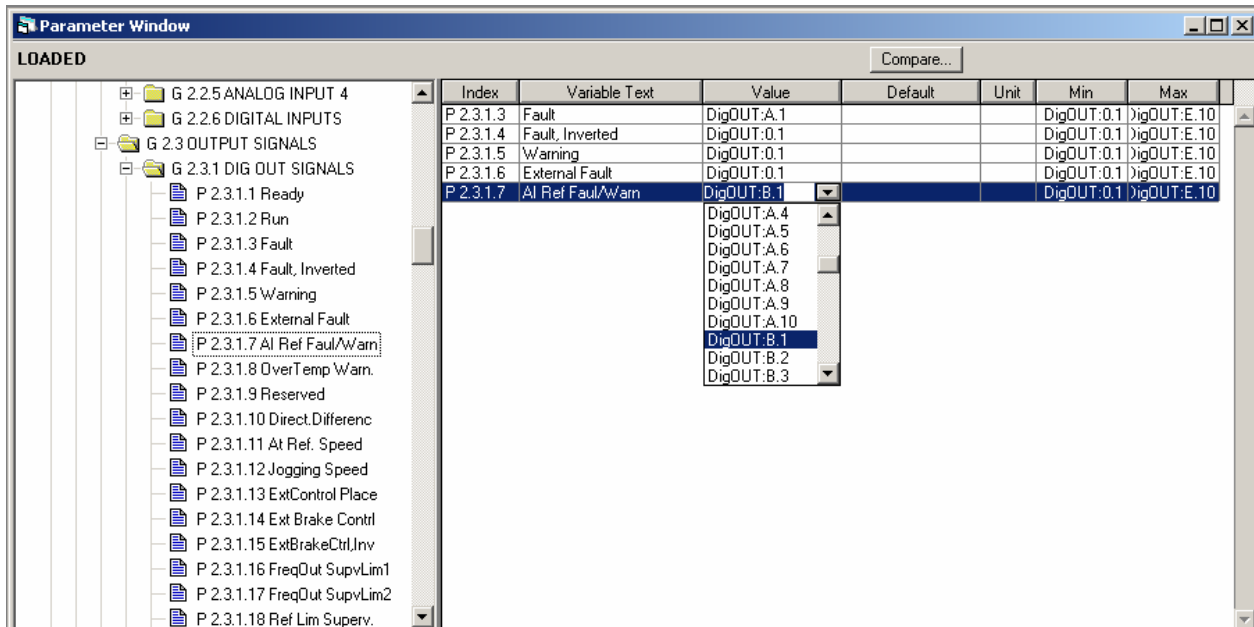 Parameter Window
LOADED
Compare...
G 2.2.5 ANALOG INPUT 4
G 2.2.6 DIGITAL INPUTS
G 2.3 OUTPUT SIGNALS
G 2.3.1 DIG OUT SIGNALS
P 2.3.1.1 Ready
P 2.3.1.2 Run
P 2.3.1.3 Fault
P 2.3.1.4 Fault, Inverted
P 2.3.1.5 Warning
P 2.3.1.6 External Fault
P 2.3.1.7 AI Ref Faul/Warn
P 2.3.1.8 OverTemp Warn.
P 2.3.1.9 Reserved
P 2.3.1.10 Direct.Differenc
P 2.3.1.11 At Ref. Speed
P 2.3.1.12 Jogging Speed
P 2.3.1.13 ExtControl Place
P 2.3.1.14 Ext Brake Contrl
P 2.3.1.15 ExtBrakeCtrl,Inv
P 2.3.1.16 FreqOut SupvLim1
P 2.3.1.17 FreqOut SupvLim2
P 2.3.1.18 Ref Lim Superv.
Index Variable Text Value Default Unit Min Max
P 2.3.1.3 Fault DigOUT:A.1 DigOUT:0.1 DigOUT:E.10
P 2.3.1.4 Fault, Inverted DigOUT:0.1 DigOUT:0.1 DigOUT:E.10
P 2.3.1.5 Warning DigOUT:0.1 DigOUT:0.1 DigOUT:E.10
P 2.3.1.6 External Fault DigOUT:0.1 DigOUT:0.1 DigOUT:E.10
P 2.3.1.7 AI Ref Faul/Warn DigOUT:B.1 DigOUT:0.1 DigOUT:E.10
DigOUT:A.4
DigOUT:A.5
DigOUT:A.6
DigOUT:A.7
DigOUT:A.8
DigOUT:A.9
DigOUT:A.10
DigOUT:B.1
DigOUT:B.2
DigOUT:B.3